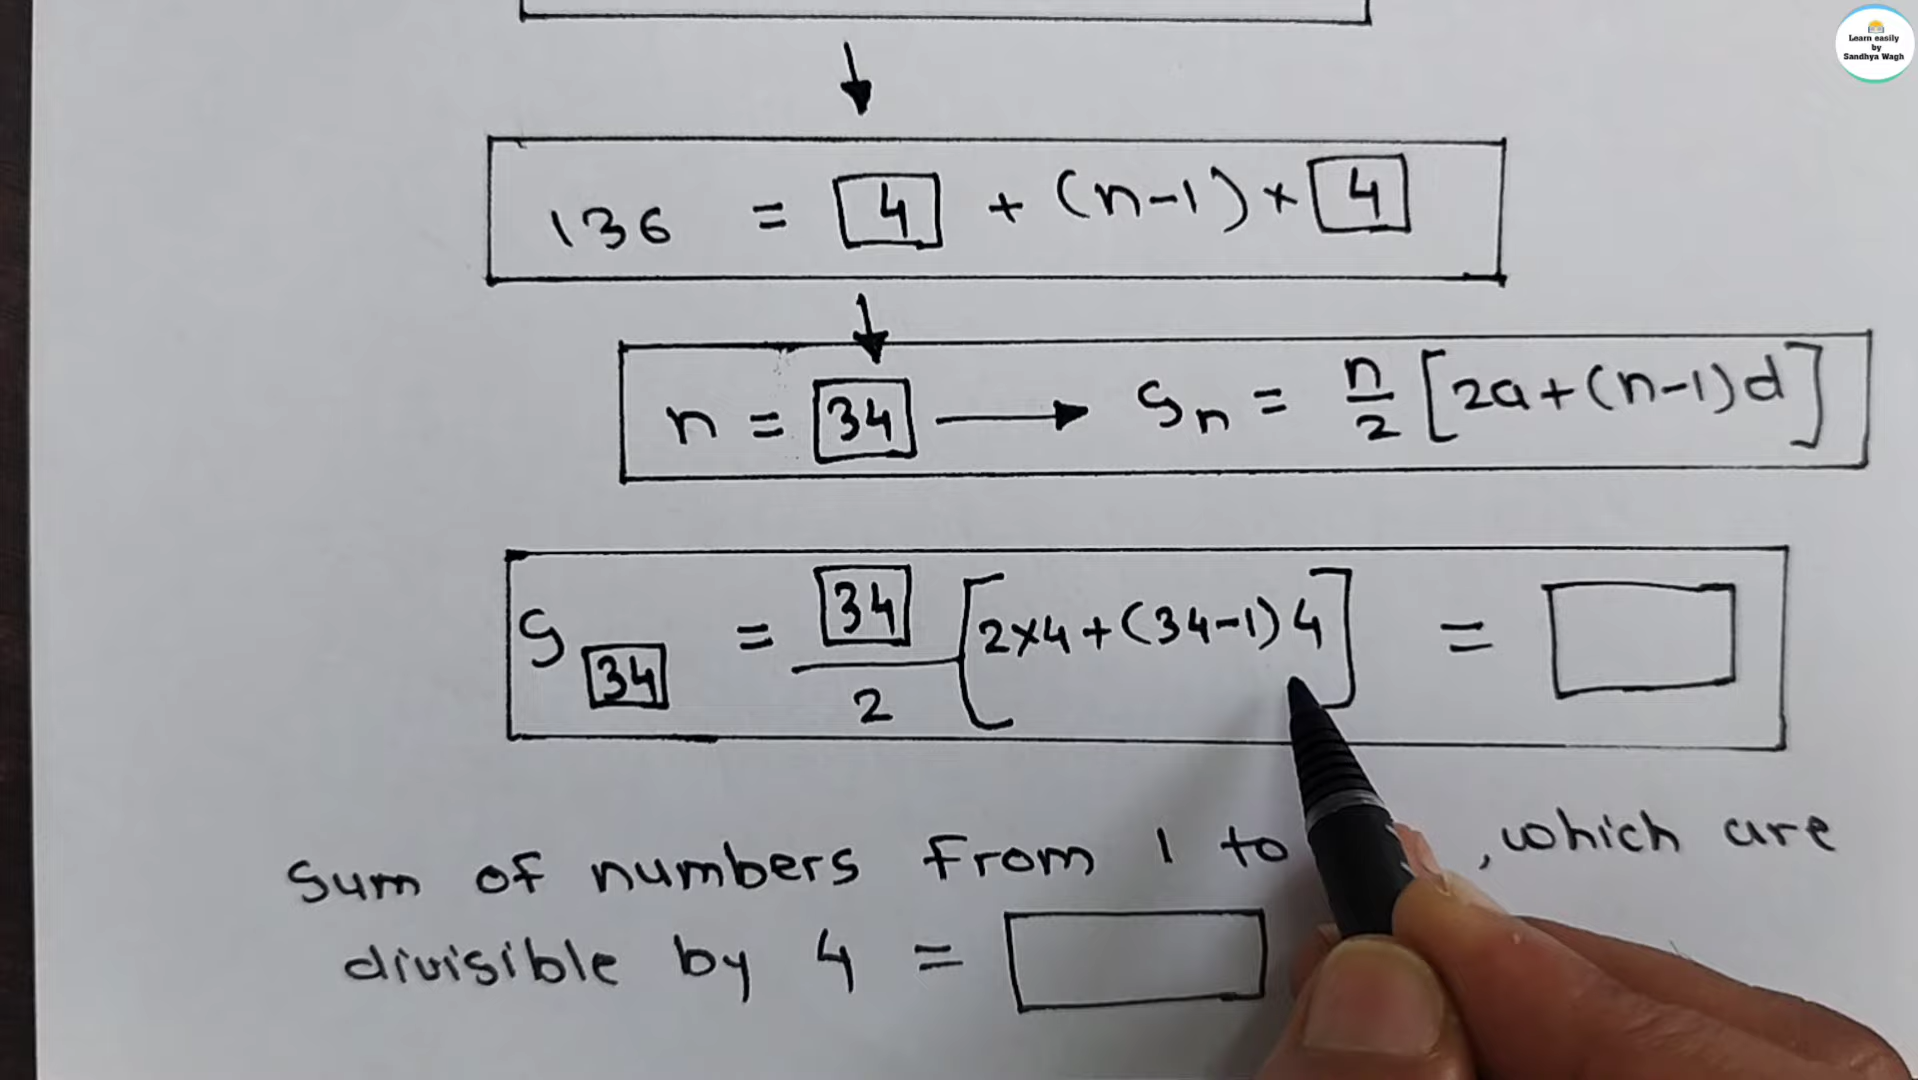 Learn easily
by
Sandhya Wagh
136 = 4 + (n-1) × 4
n = 34 → Sn = n/2 [2a+(n-1)d]
S34 = 34/2 [2×4+(34-1)4] =
Sum of numbers from 1 to , which are
divisible by 4 =